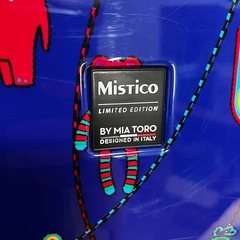 Mistico
LIMITED EDITION
BY MIA TORO
DESIGNED IN ITALY